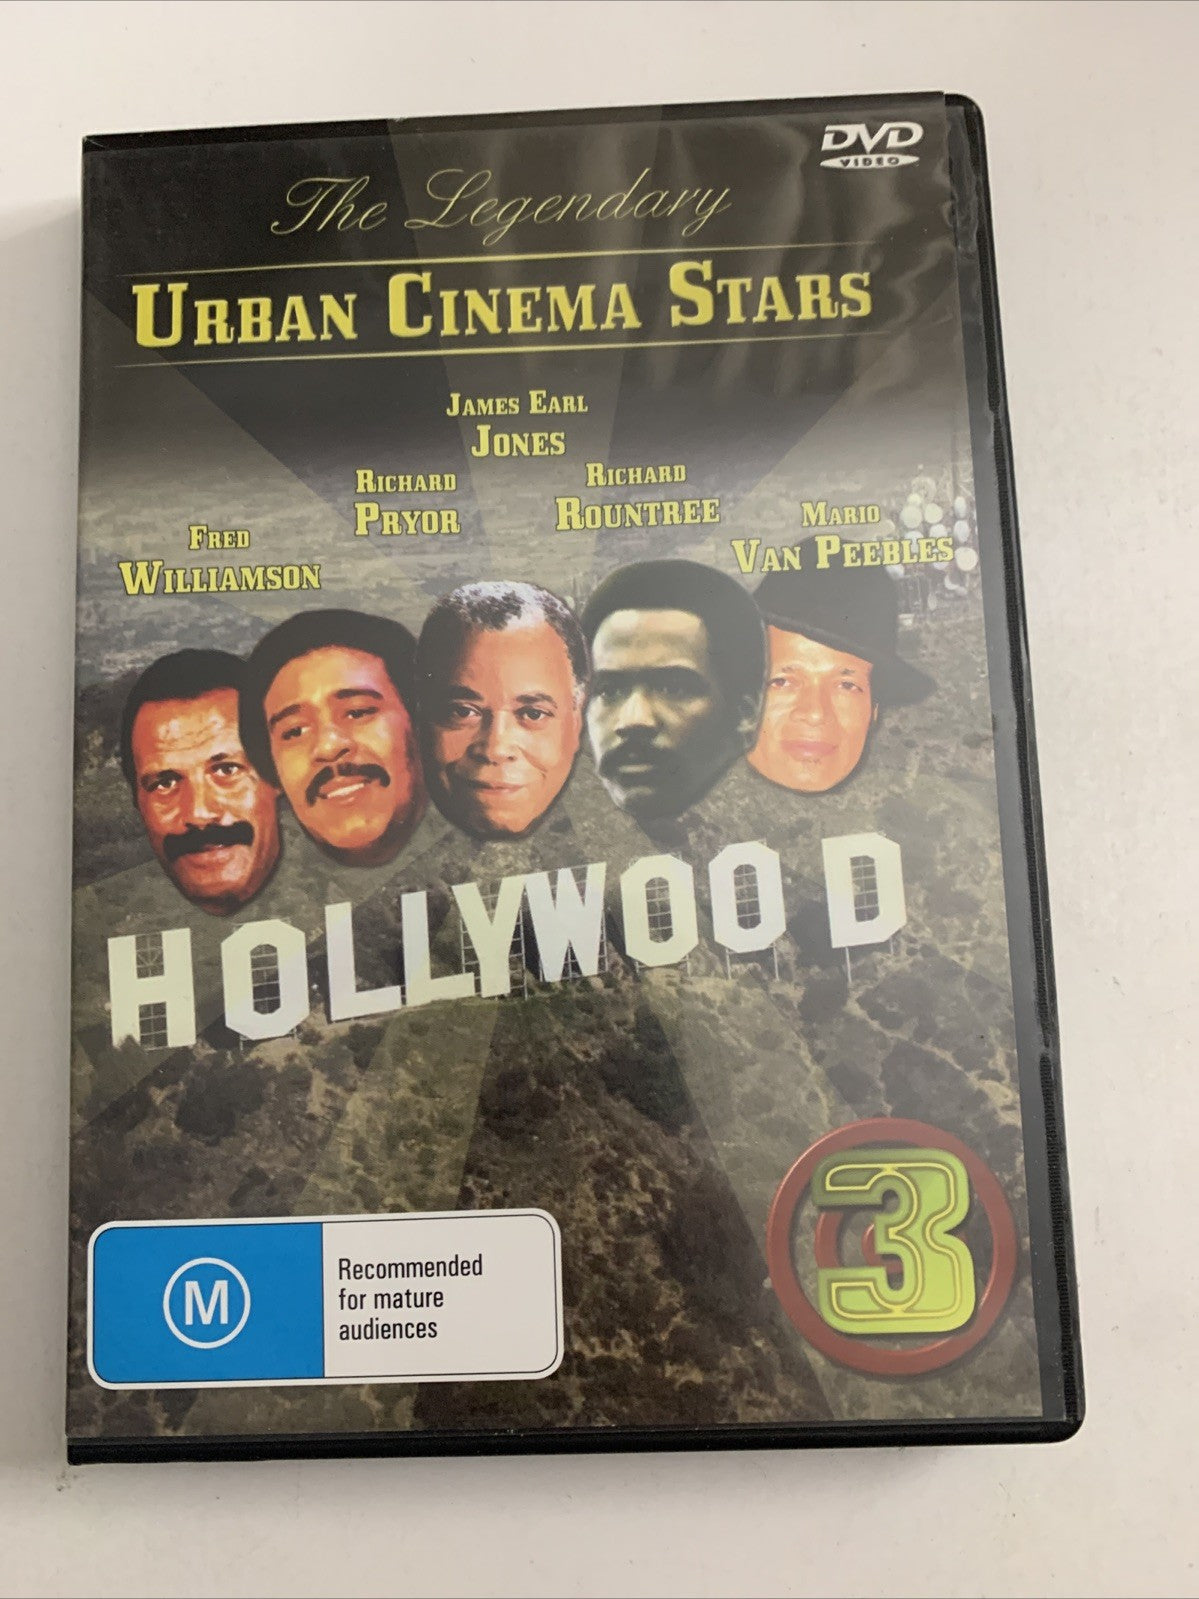 DVD
VIDEO
The Legendary
URBAN CINEMA STARS
JAMES EARL
JONES
RICHARD
PRYOR
RICHARD
ROUNTREE
FRED
WILLIAMSON
MARIO
VAN PEEBLES
HOLLYWOOD
3
M
Recommended
for mature
audiences